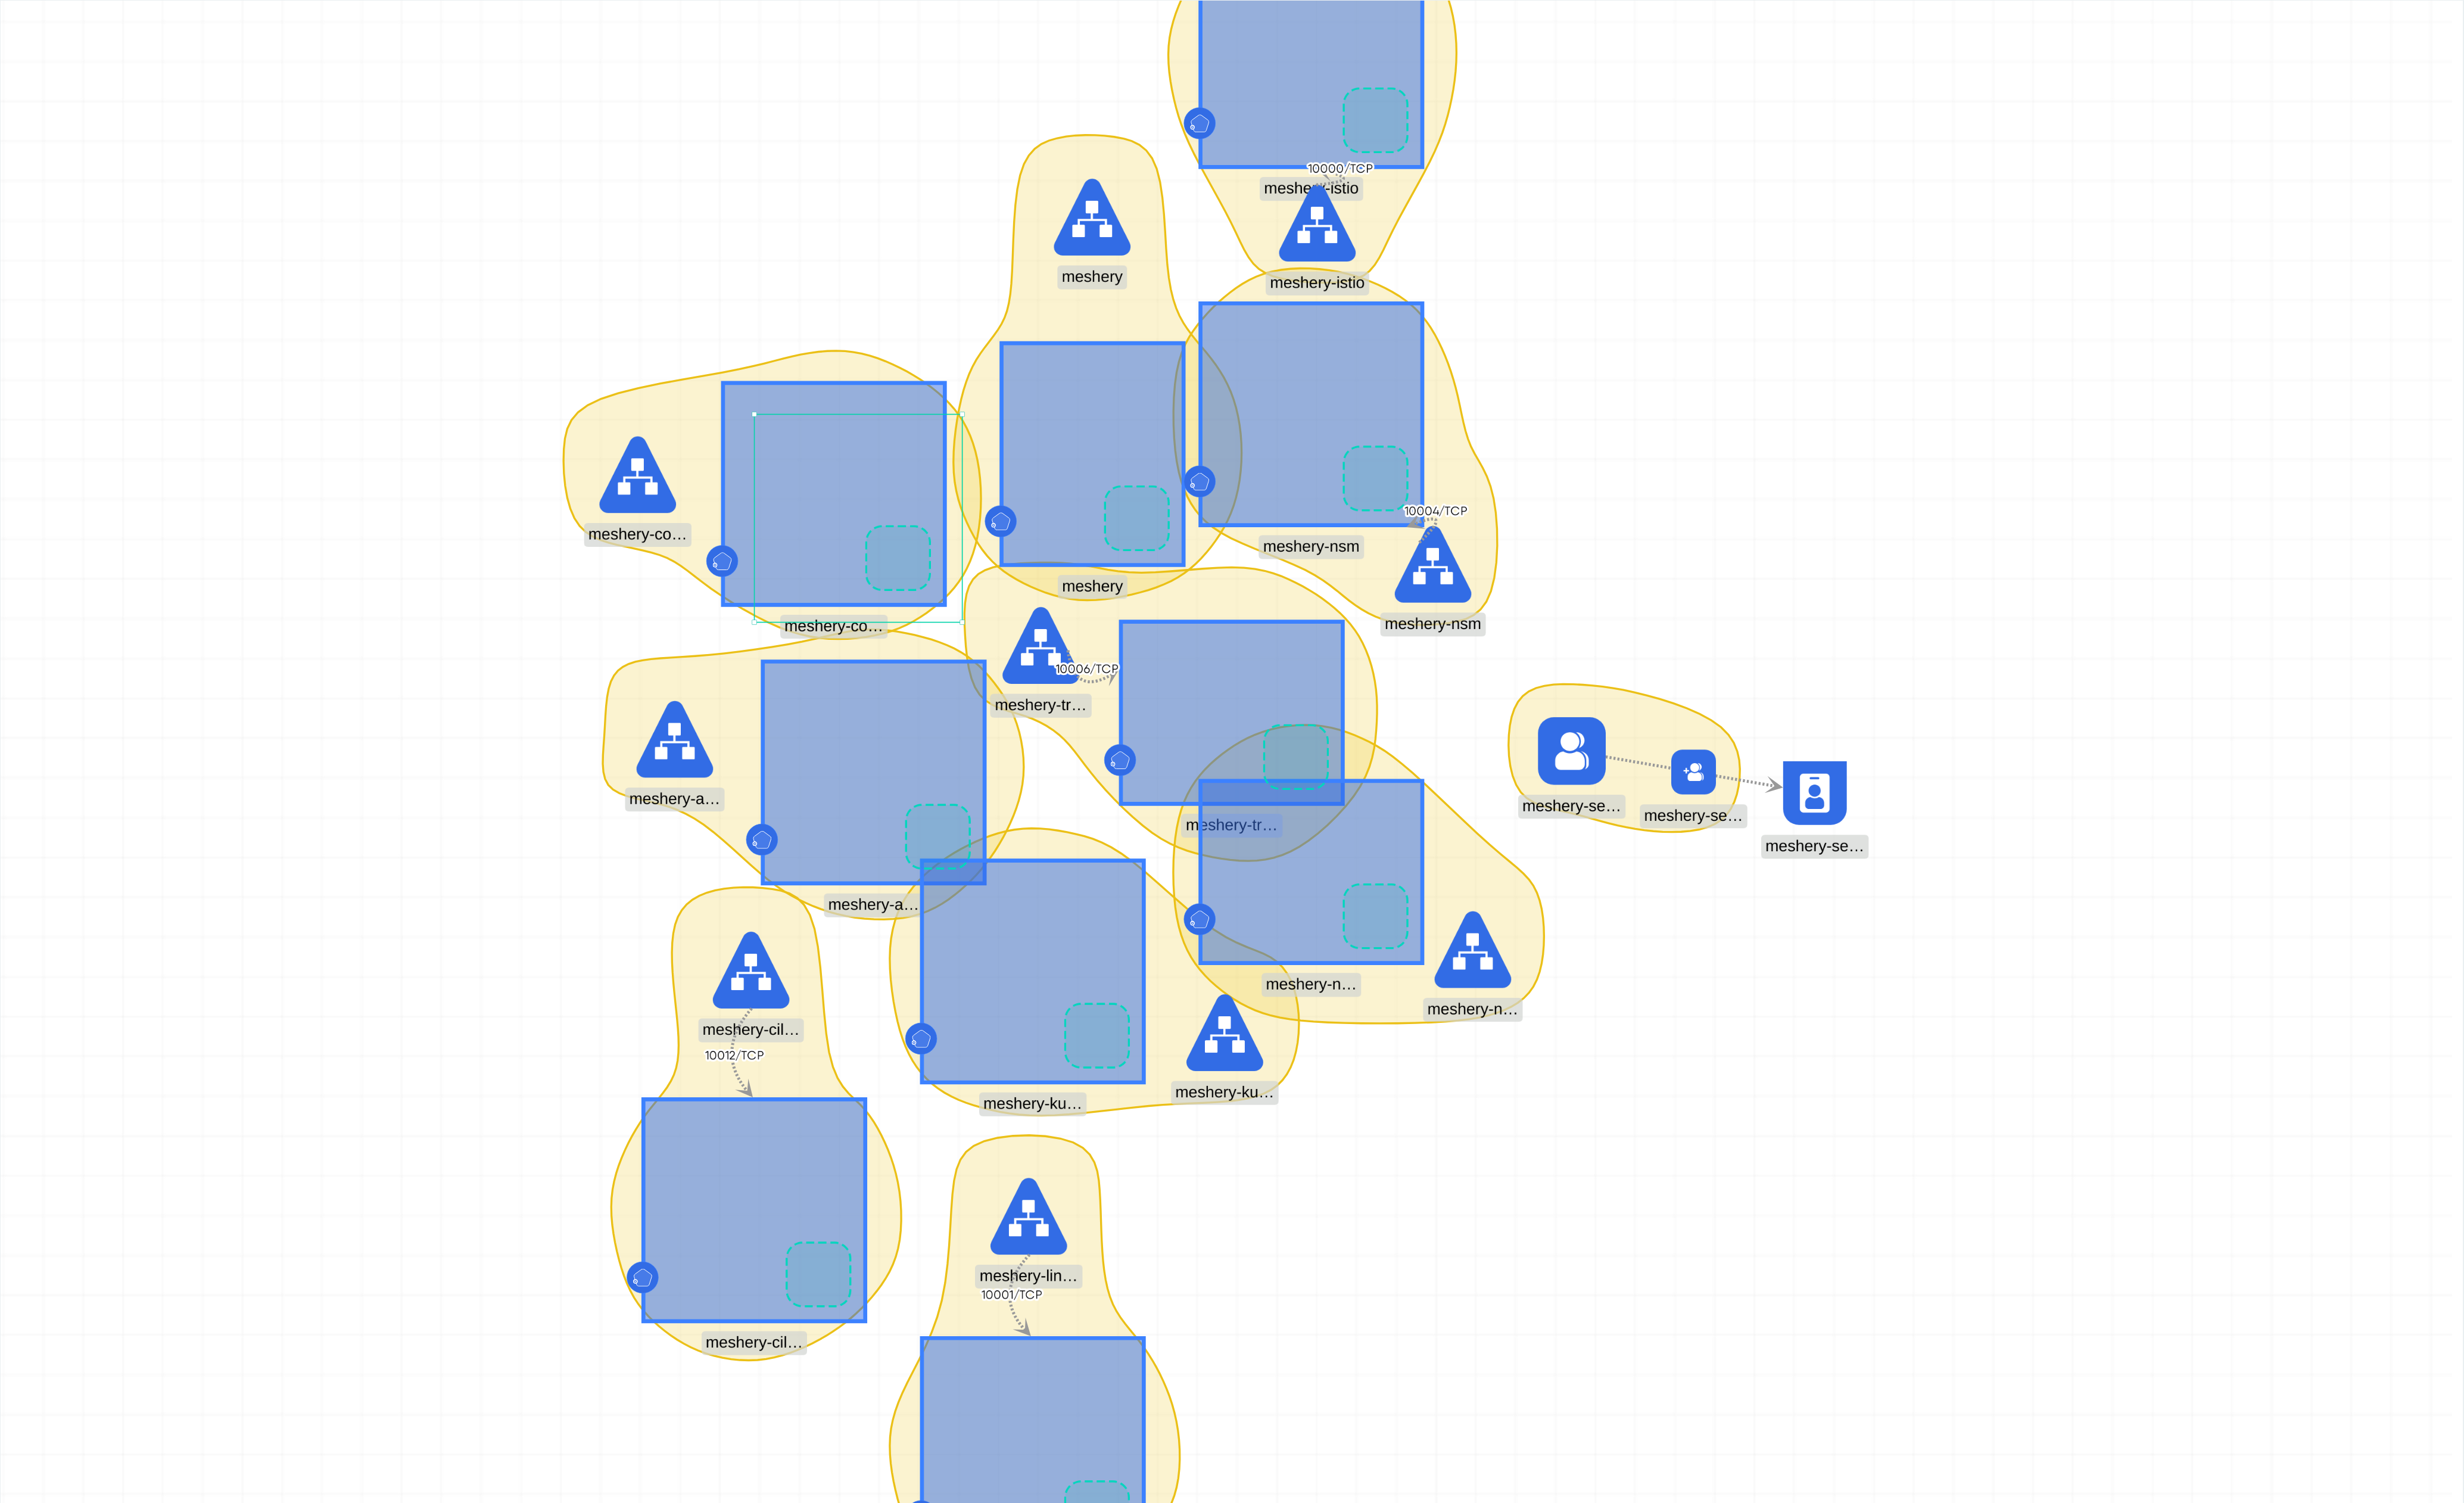 10000/TCP
meshery-istio
meshery
meshery-istio
10004/TCP
meshery-co…
meshery-nsm
meshery
meshery-co…
meshery-nsm
10006/TCP
meshery-tr…
meshery-a…
meshery-se…
meshery-se…
meshery-tr…
meshery-se…
meshery-a…
meshery-n…
meshery-n…
meshery-cil…
10012/TCP
meshery-ku…
meshery-ku…
meshery-lin…
10001/TCP
meshery-cil…